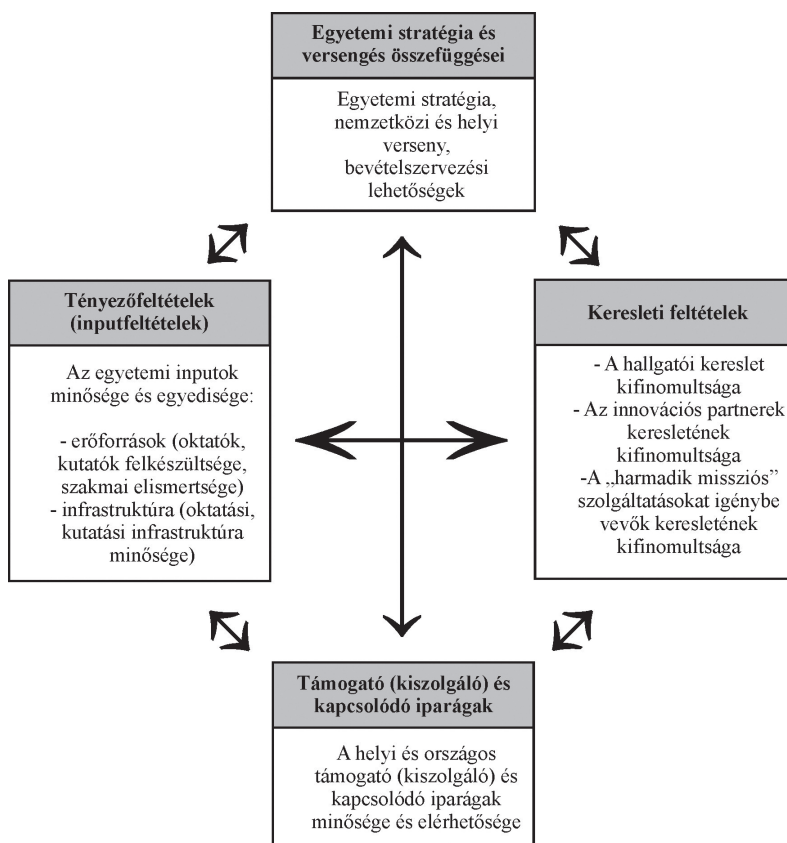 Egyetemi stratégia és
versengés összefüggései
Egyetemi stratégia,
nemzetközi és helyi
verseny,
bevételszervezési
lehetőségek
Tényezőfeltételek
(inputfeltételek)
Az egyetemi inputok
minősége és egyedisége:
- erőforrások (oktatók,
kutatók felkészültsége,
szakmai elismertsége)
- infrastruktúra (oktatási,
kutatási infrastruktúra
minősége)
Keresleti feltételek
- A hallgatói kereslet
kifinomultsága
- Az innovációs partnerek
keresletének
kifinomultsága
-A „harmadik missziós”
szolgáltatásokat igénybe
vevők keresletének
kifinomultsága
Támogató (kiszolgáló) és
kapcsolódó iparágak
A helyi és országos
támogató (kiszolgáló) és
kapcsolódó iparágak
minősége és elérhetősége